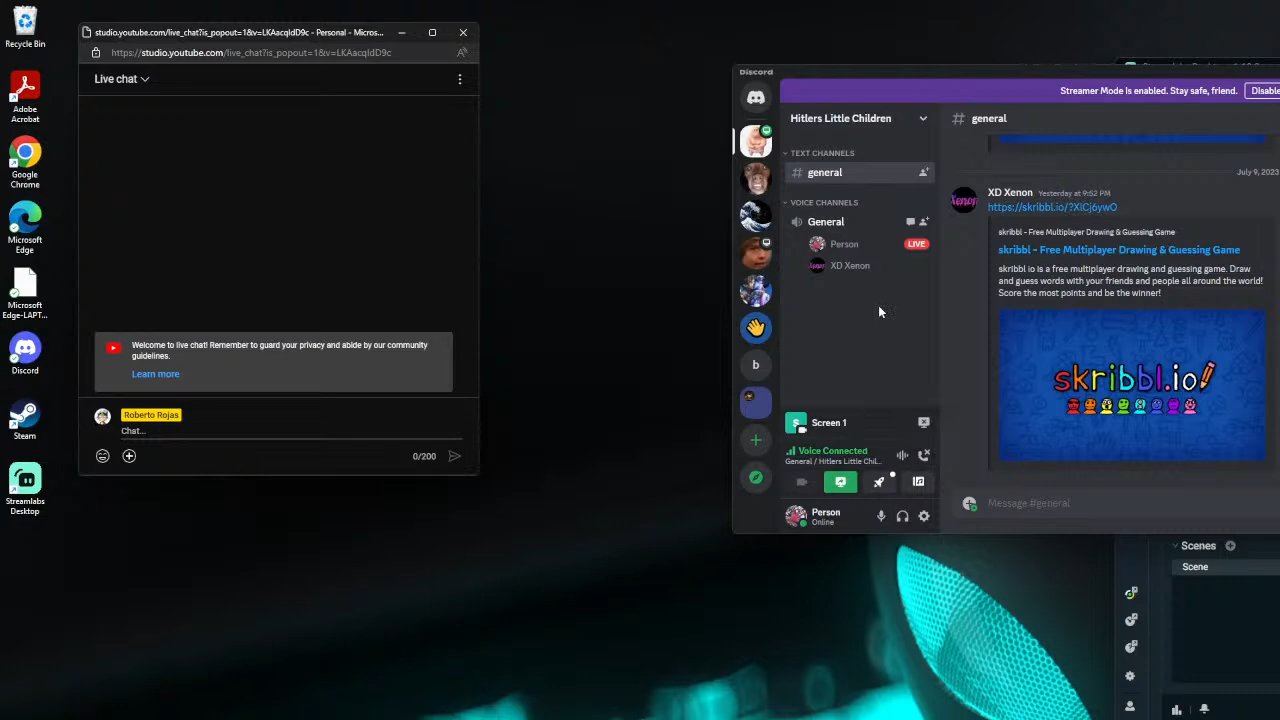 Recycle Bin
Adobe
Acrobat
Google
Chrome
Microsoft
Edge
Microsoft
Edge-LAPT...
Discord
Steam
Streamlabs
Desktop
studio.youtube.com/live_chat?is_popout=1&v=LKAacqIdD9c - Personal - Micros...
https://studio.youtube.com/live_chat?is_popout=1&v=LKAacqIdD9c
Live chat
Welcome to live chat! Remember to guard your privacy and abide by our community
guidelines.
Learn more
Roberto Rojas
Chat...
0/200
Discord
Streamer Mode is enabled. Stay safe, friend.
Disable
Hitlers Little Children
TEXT CHANNELS
# general
VOICE CHANNELS
General
Person
LIVE
XD Xenon
b
Screen 1
Voice Connected
General / Hitlers Little Chil...
Person
Online
# general
July 9, 2023
Xenon
XD Xenon Yesterday at 9:52 PM
https://skribbl.io/?XlCj6ywO
skribbl - Free Multiplayer Drawing & Guessing Game
skribbl - Free Multiplayer Drawing & Guessing Game
skribbl io is a free multiplayer drawing and guessing game. Draw
and guess words with your friends and people all around the world!
Score the most points and be the winner!
skribbl.io
Message #general
Scenes
Scene